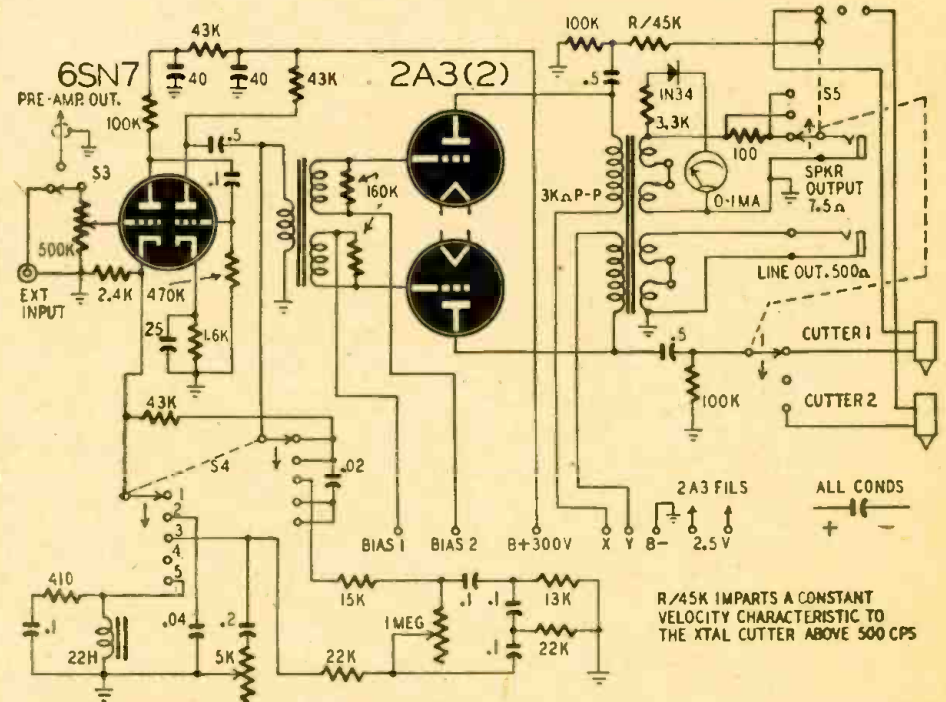 43K
100K
R/45K
6SN7
40
40
43K
2A3(2)
.5
1N34
S5
PRE-AMP. OUT.
100K
.5
3.3K
100
S3
.1
160K
3KΩ P-P
0-1MA
SPKR
OUTPUT
7.5Ω
500K
2.4K
470K
LINE OUT. 500Ω
EXT
INPUT
25
1.6K
.5
CUTTER 1
100K
CUTTER 2
43K
S4
.02
1
2
3
4
5
2A3 FILS
ALL CONDS
+
−
BIAS 1
BIAS 2
B+300V
X
Y
B-
2.5V
410
15K
.1
.1
13K
R/45K IMPARTS A CONSTANT
VELOCITY CHARACTERISTIC TO
THE XTAL CUTTER ABOVE 500 CPS
.1
.04
.2
1 MEG
22H
5K
22K
.1
22K